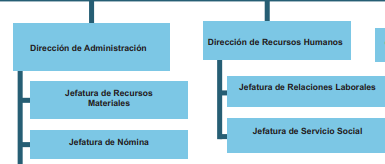 Dirección de Administración
Jefatura de Recursos
Materiales
Jefatura de Nómina
Dirección de Recursos Humanos
Jefatura de Relaciones Laborales
Jefatura de Servicio Social